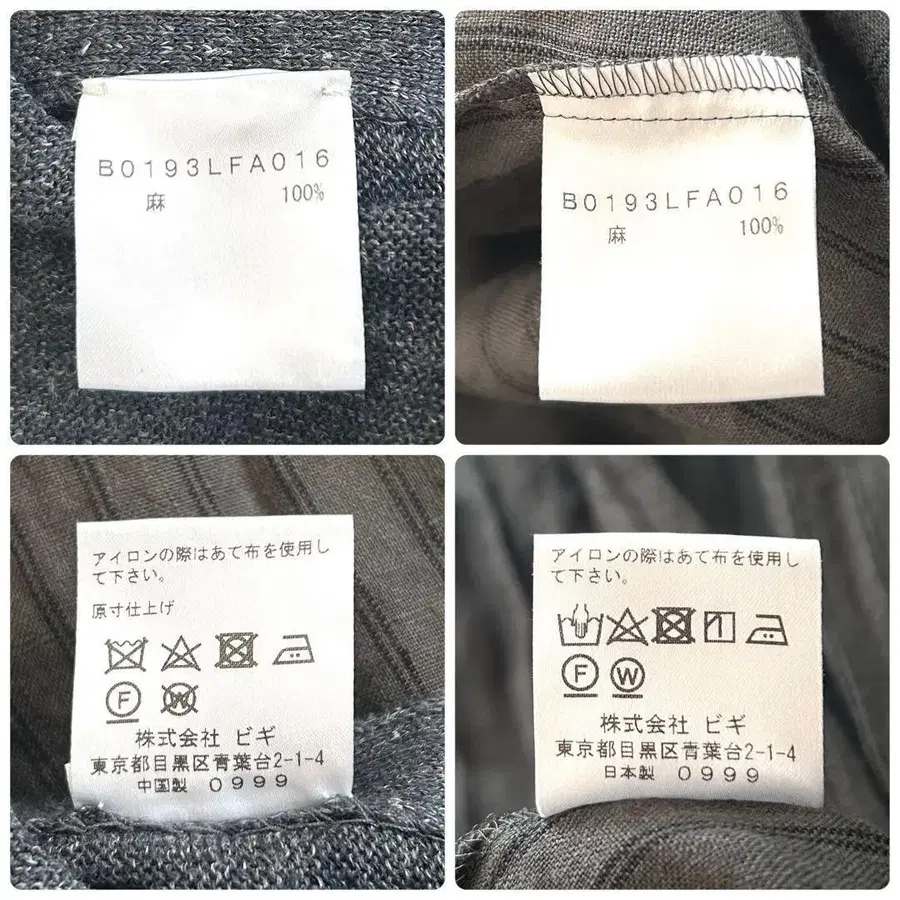 B0193LFA016
麻 100%
B0193LFA016
麻 100%
アイロンの際はあて布を使用し
て下さい。
原寸仕上げ
F W
株式会社 ビギ
東京都目黒区青葉台2-1-4
中国製 0999
アイロンの際はあて布を使用し
て下さい。
F W
株式会社 ビギ
東京都目黒区青葉台2-1-4
日本製 0999